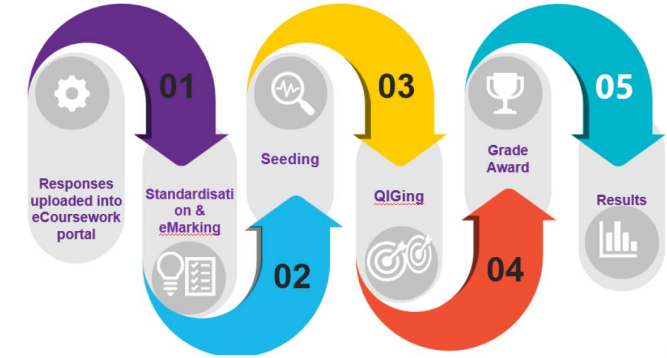 01
Responses
uploaded into
eCoursework
portal
Standardisati
on &
eMarking
02
Seeding
03
QIGing
04
Grade
Award
05
Results